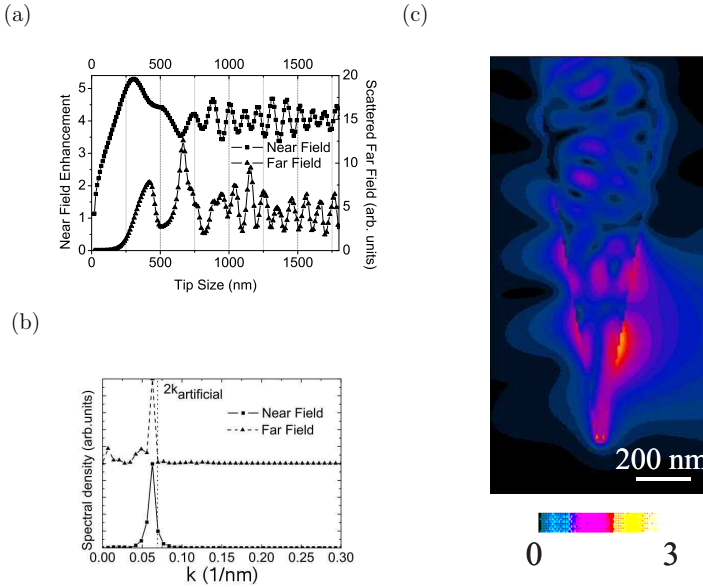 (a)
0 500 1000 1500
Near Field Enhancement
5
4
3
2
1
0
20
15
10
5
0
Scattered Far Field (arb. units)
Near Field
Far Field
0 500 1000 1500
Tip Size (nm)
(b)
Spectral density (arb.units)
2k artificial
Near Field
Far Field
0.00 0.05 0.10 0.15 0.20 0.25 0.30
k (1/nm)
(c)
200 nm
0 3